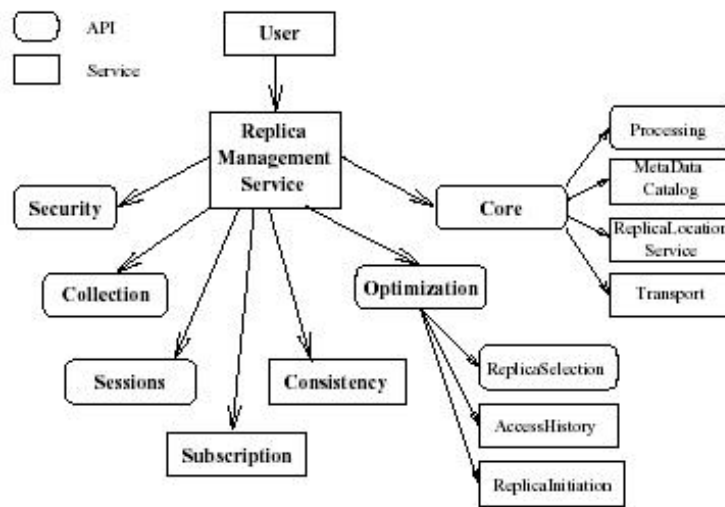 API
Service
User
Replica
Management
Service
Security
Collection
Sessions
Subscription
Consistency
Optimization
Core
Processing
MetaData
Catalog
ReplicaLocation
Service
Transport
ReplicaSelection
AccessHistory
ReplicaInitiation